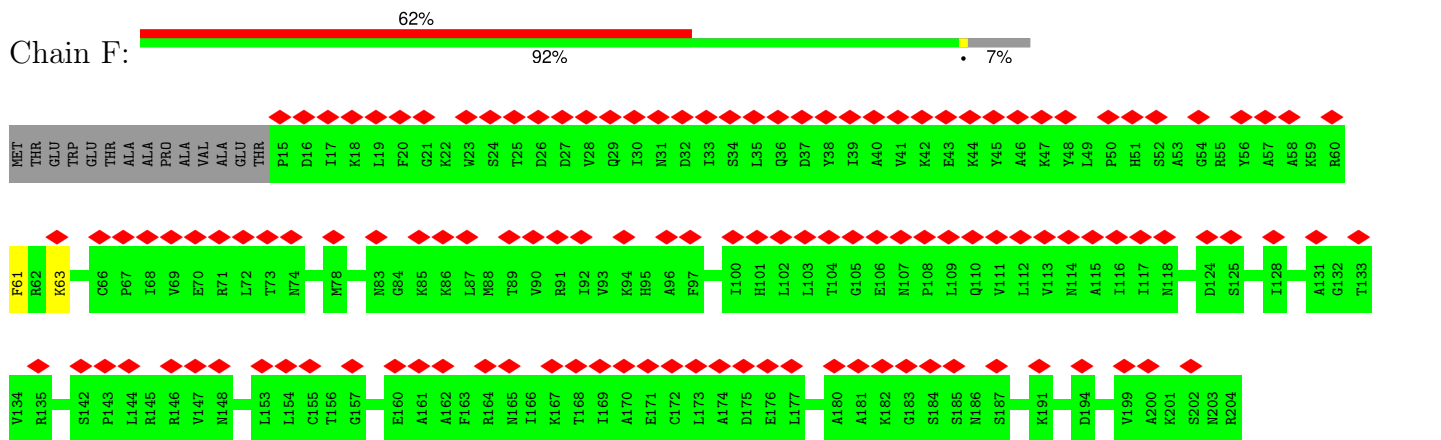 62%
Chain F:
92% • 7%
MET THR GLU TRP GLU THR ALA ALA PRO ALA VAL ALA GLU THR P15 D16 I17 K18 L19 F20 G21 K22 W23 S24 T25 D26 D27 V28 Q29 I30 N31 D32 I33 S34 L35 Q36 D37 Y38 I39 A40 V41 K42 E43 K44 Y45 A46 K47 Y48 L49 P50 H51 S52 A53 G54 R55 Y56 A57 A58 K59 R60
F61 R62 K63 C66 P67 I68 V69 E70 R71 L72 T73 N74 M78 N83 G84 K85 K86 L87 M88 T89 V90 R91 I92 V93 K94 H95 A96 F97 I100 H101 L102 L103 T104 G105 E106 N107 P108 L109 Q110 V111 L112 V113 N114 A115 I116 I117 N118 D124 S125 I128 A131 G132 T133
V134 R135 S142 P143 L144 R145 R146 V147 N148 L153 L154 C155 T156 G157 E160 A161 A162 F163 R164 N165 I166 K167 T168 I169 A170 E171 C172 L173 A174 D175 E176 L177 A180 A181 K182 G183 S184 S185 N186 S187 K191 D194 V199 A200 K201 S202 N203 R204